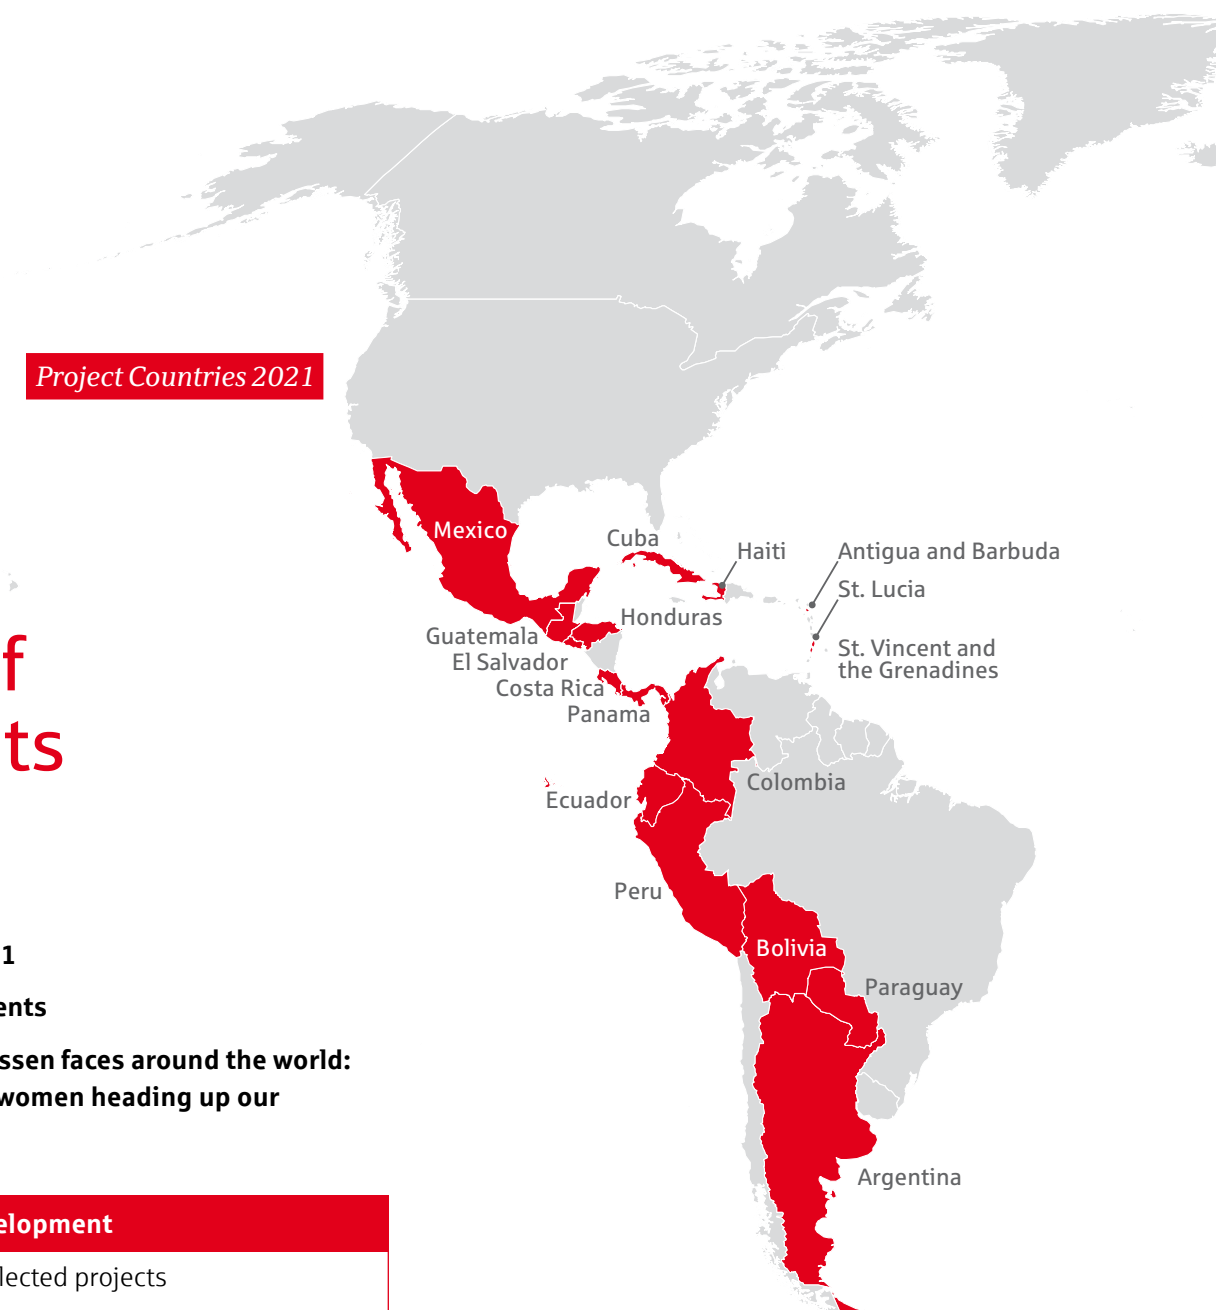 Project Countries 2021
Mexico
Cuba
Haiti
Antigua and Barbuda
St. Lucia
Honduras
Guatemala
St. Vincent and
the Grenadines
El Salvador
Costa Rica
Panama
f
ts
Colombia
Ecuador
Peru
Bolivia
1
Paraguay
ents
ssen faces around the world:
women heading up our
Argentina
elopment
lected projects